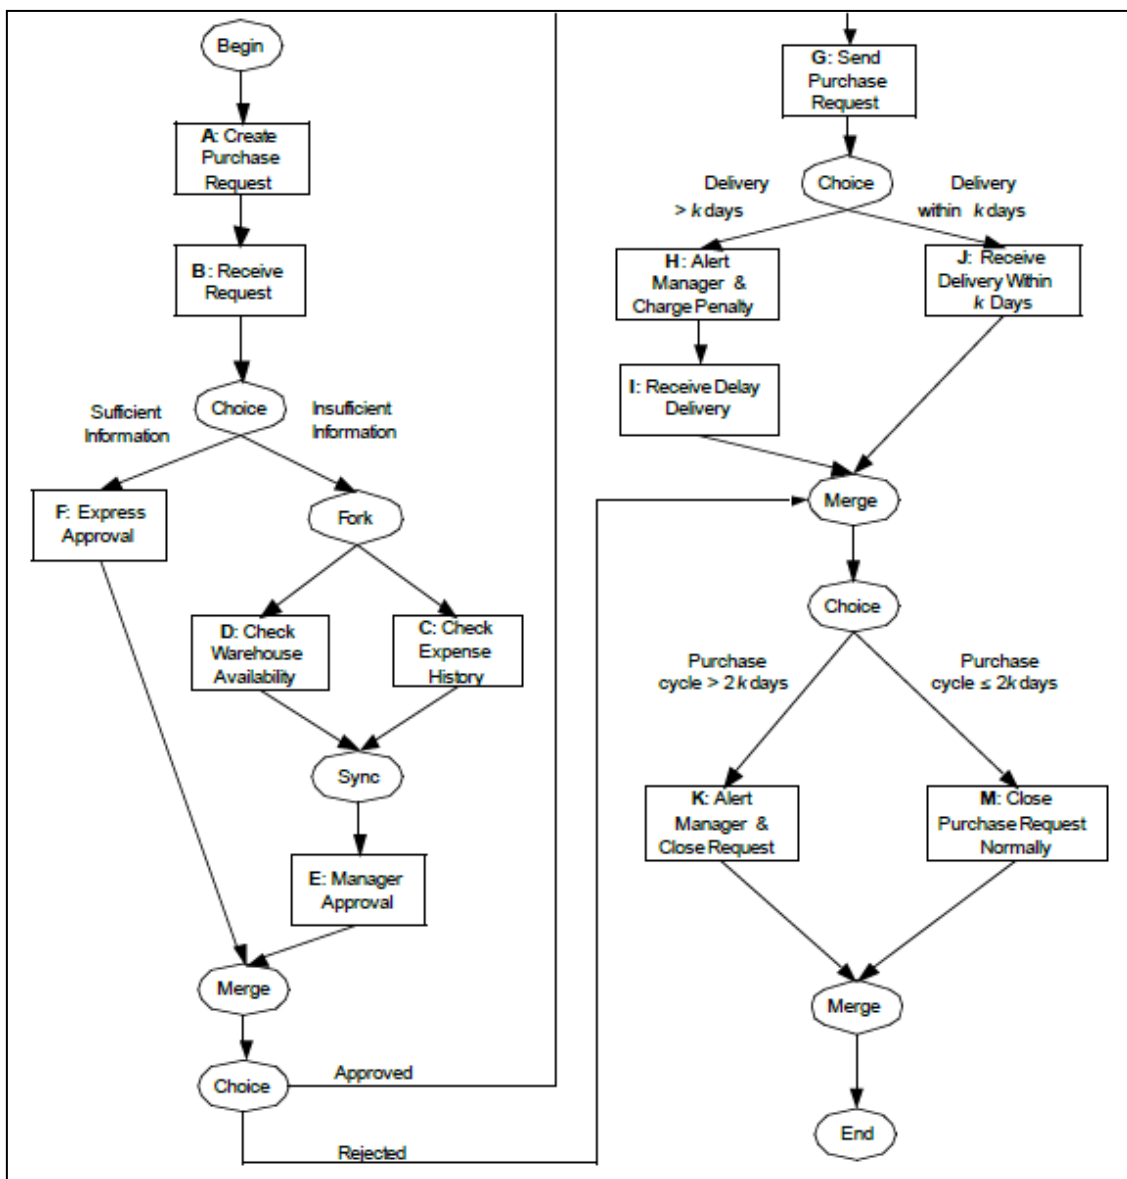 Begin
A: Create
Purchase
Request
B: Receive
Request
Choice
Sufficient
Information
Insufficient
Information
F: Express
Approval
Fork
D: Check
Warehouse
Availability
C: Check
Expense
History
Sync
E: Manager
Approval
Merge
Choice
Approved
Rejected
G: Send
Purchase
Request
Choice
Delivery
> k days
Delivery
within k days
H: Alert
Manager &
Charge Penalty
J: Receive
Delivery Within
k Days
I: Receive Delay
Delivery
Merge
Choice
Purchase
cycle > 2k days
Purchase
cycle ≤ 2k days
K: Alert
Manager &
Close Request
M: Close
Purchase Request
Normally
Merge
End